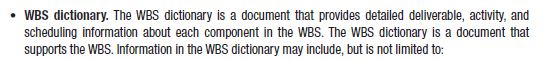 • WBS dictionary. The WBS dictionary is a document that provides detailed deliverable, activity, and
scheduling information about each component in the WBS. The WBS dictionary is a document that
supports the WBS. Information in the WBS dictionary may include, but is not limited to: